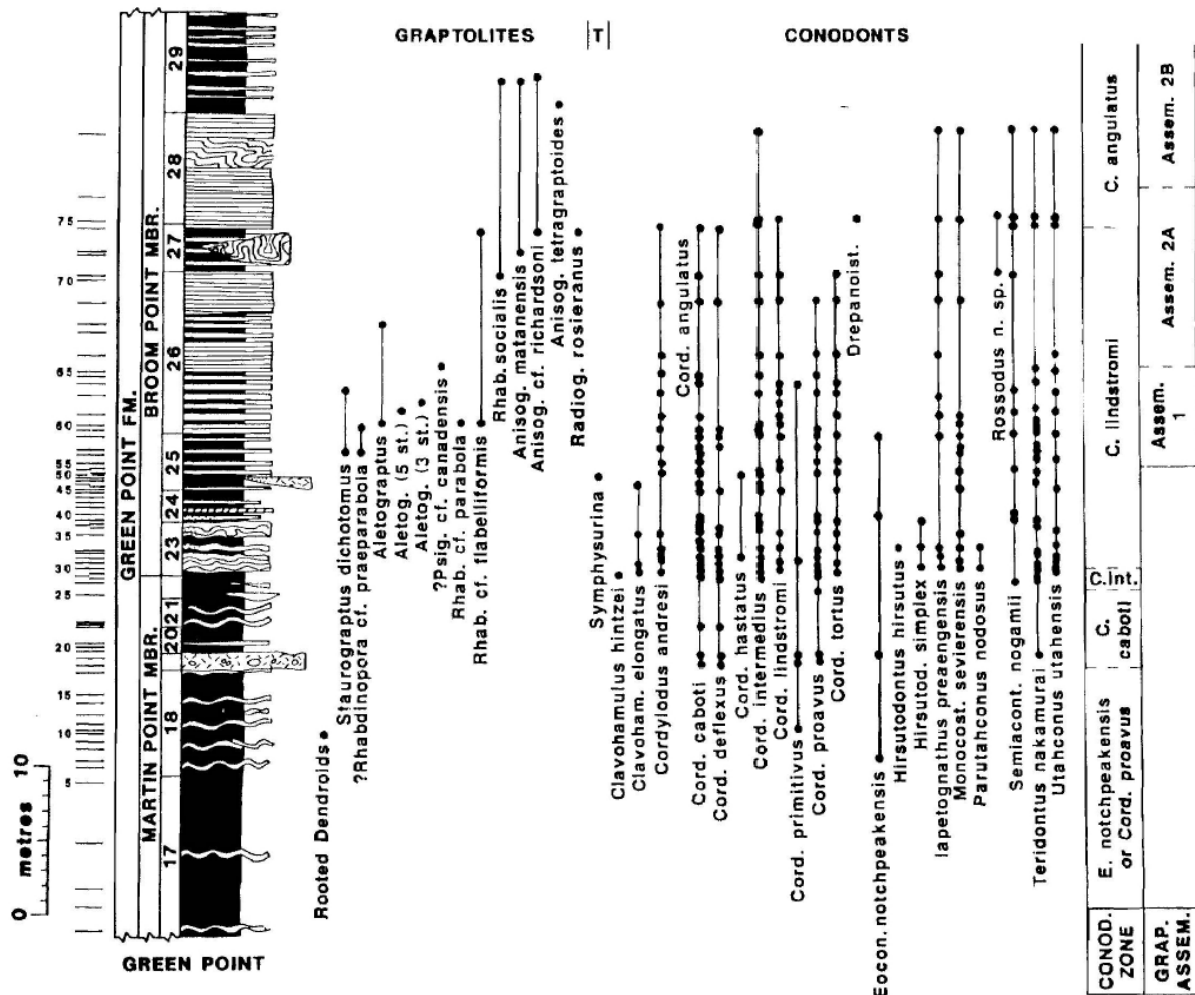 GRAPTOLITES
T
CONODONTS
GREEN POINT FM.
BROOM POINT MBR.
MARTIN POINT MBR.
29
28
27
26
25
24
23
21
20
18
17
75
70
65
60
55
50
45
40
35
30
25
20
15
10
5
10
metres
0
GREEN POINT
Rooted Dendroids
Staurograptus dichotomus
?Rhabdinopora cf. praeparabola
Aletograptus
Aletog. (5 st.)
Aletog. (3 st.)
?Psig. cf. canadensis
Rhab. cf. parabola
Rhab. cf. flabelliformis
Rhab. socialis
Anisog. matanensis
Anisog. cf. richardsoni
Anisog. tetragraptoides
Radiog. rosieranus
Symphysurina
Clavohamulus hintzei
Clavoham. elongatus
Cordylodus andresi
Cord. angulatus
Cord. caboti
Cord. deflexus
Cord. hastatus
Cord. intermedius
Cord. lindstromi
Cord. primitivus
Cord. proavus
Cord. tortus
Drepanoist.
Eocon. notchpeakensis
Hirsutodontus hirsutus
Hirsutod. simplex
Iapetognathus preaengensis
Monocost. sevierensis
Parutahconus nodosus
Rossodus n. sp.
Semiacont. nogamii
Teridontus nakamurai
Utahconus utahensis
C. angulatus
C. lindstromi
C.Int.
C. caboti
E. notchpeakensis
or Cord. proavus
CONOD.
ZONE
Assem. 2B
Assem. 2A
Assem.
1
GRAP.
ASSEM.